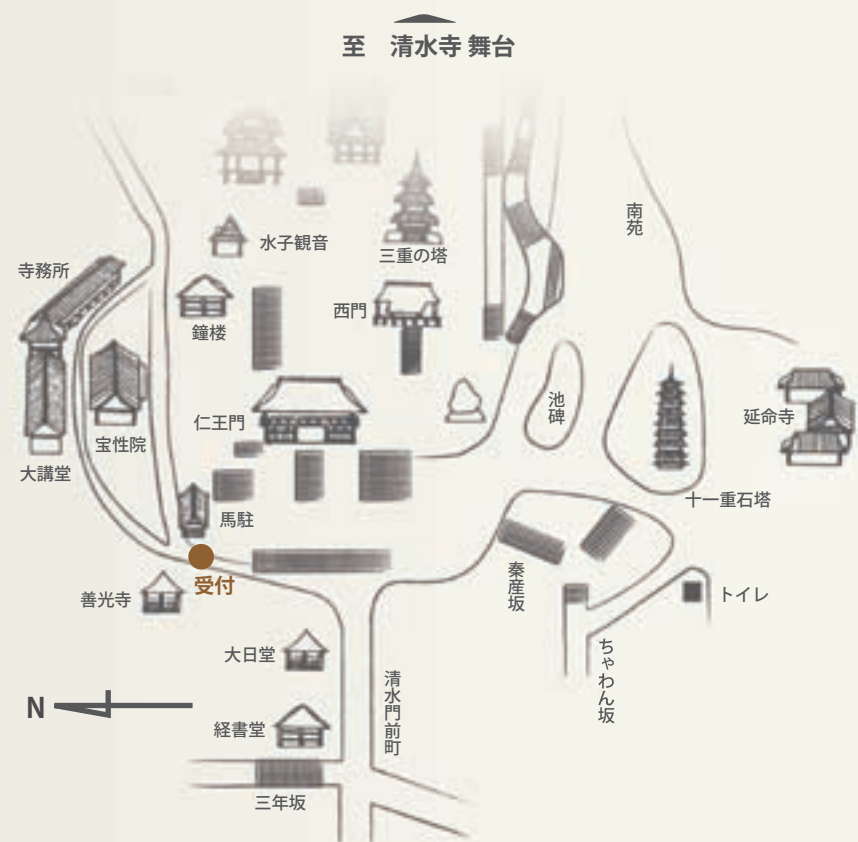 至 清水寺 舞台
南苑
水子観音
三重の塔
寺務所
西門
鐘楼
池碑
延命寺
仁王門
宝性院
大講堂
十一重石塔
馬駐
受付
秦産坂
善光寺
トイレ
大日堂
ちゃわん坂
清水門前町
N
経書堂
三年坂